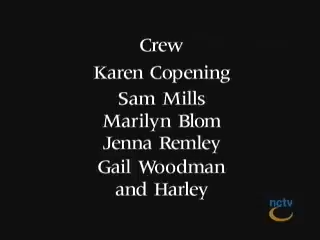 Crew
Karen Copening
Sam Mills
Marilyn Blom
Jenna Remley
Gail Woodman
and Harley
nctv